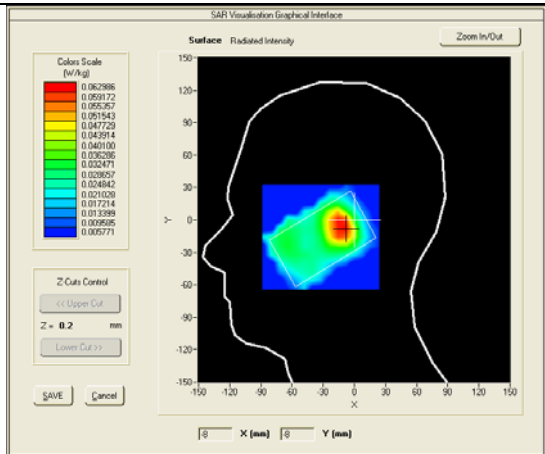 SAR Visualisation Graphical Interface
Surface Radiated Intensity
Zoom In/Out
Colors Scale
(W/kg)
0.062986
0.059172
0.055357
0.051543
0.047729
0.043914
0.040100
0.036286
0.032471
0.028657
0.024842
0.021028
0.017214
0.013399
0.009585
0.005771
150
120
90
60
30
0
-30
-60
-90
-120
-150
Y
-150 -120 -90 -60 -30 0 30 60 90 120 150
X
Z Cuts Control
<< Upper Cut
Z = 0.2 mm
Lower Cut >>
SAVE Cancel
-8 X (mm) -8 Y (mm)